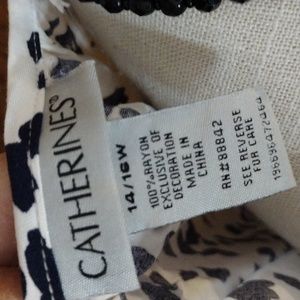 CATHERINES®
14/16W
100% RAYON
EXCLUSIVE OF
DECORATION
MADE IN
CHINA
RN#88842
SEE REVERSE
FOR CARE